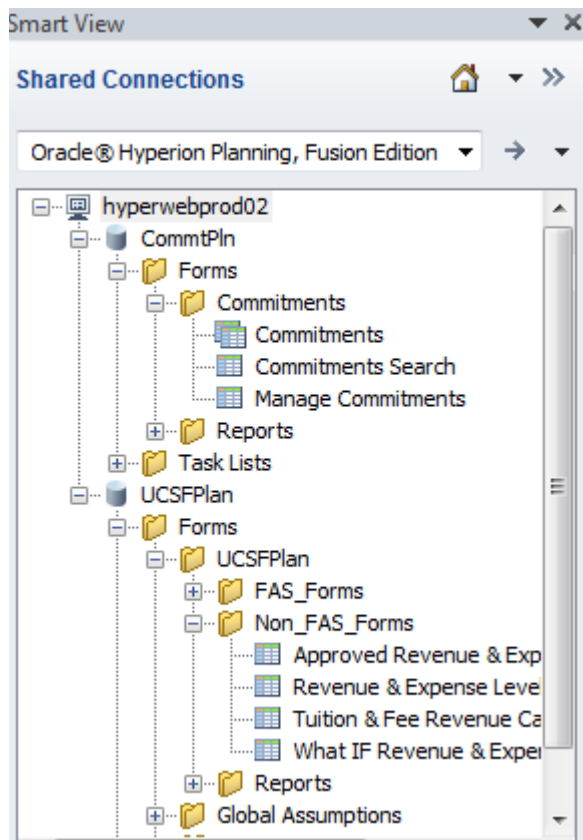 Smart View
Shared Connections
Oracle® Hyperion Planning, Fusion Edition
hyperwebprod02
CommtPln
Forms
Commitments
Commitments
Commitments Search
Manage Commitments
Reports
Task Lists
UCSFPlan
Forms
UCSFPlan
FAS_Forms
Non_FAS_Forms
Approved Revenue & Exp
Revenue & Expense Level
Tuition & Fee Revenue Ca
What IF Revenue & Exper
Reports
Global Assumptions